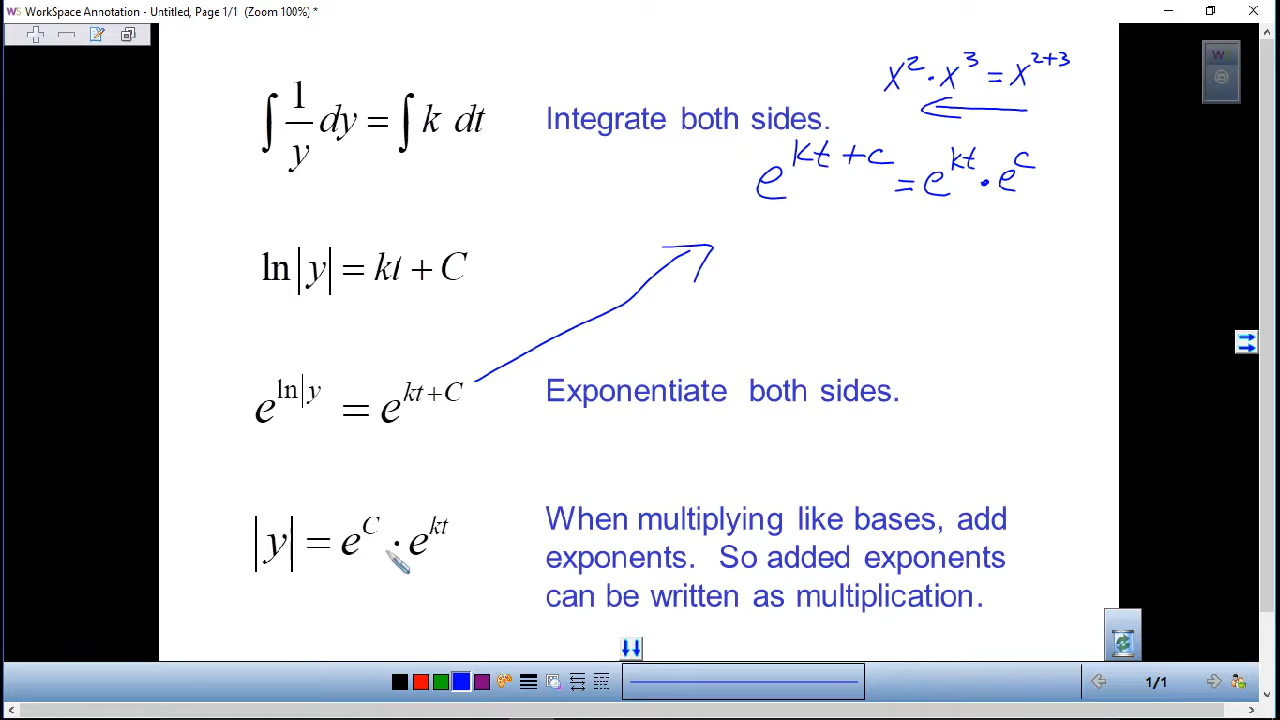 WorkSpace Annotation - Untitled, Page 1/1 (Zoom 100%) *
x² · x³ = x²⁺³
∫ 1/y dy = ∫ k dt
Integrate both sides.
e^{kt + c} = e^{kt} · e^{c}
ln|y| = kt + C
e^{ln|y} = e^{kt+C}
Exponentiate both sides.
|y| = e^{C} · e^{kt}
When multiplying like bases, add
exponents. So added exponents
can be written as multiplication.
1/1